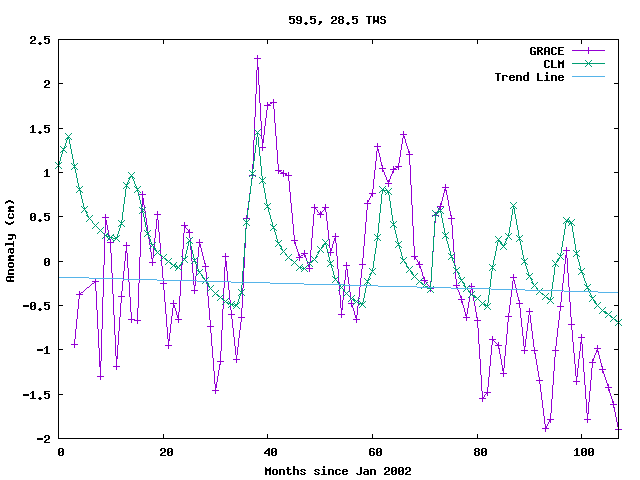 59.5, 28.5 TWS
GRACE
CLM
Trend Line
Anomaly (cm)
2.5
2
1.5
1
0.5
0
-0.5
-1
-1.5
-2
0 20 40 60 80 100
Months since Jan 2002